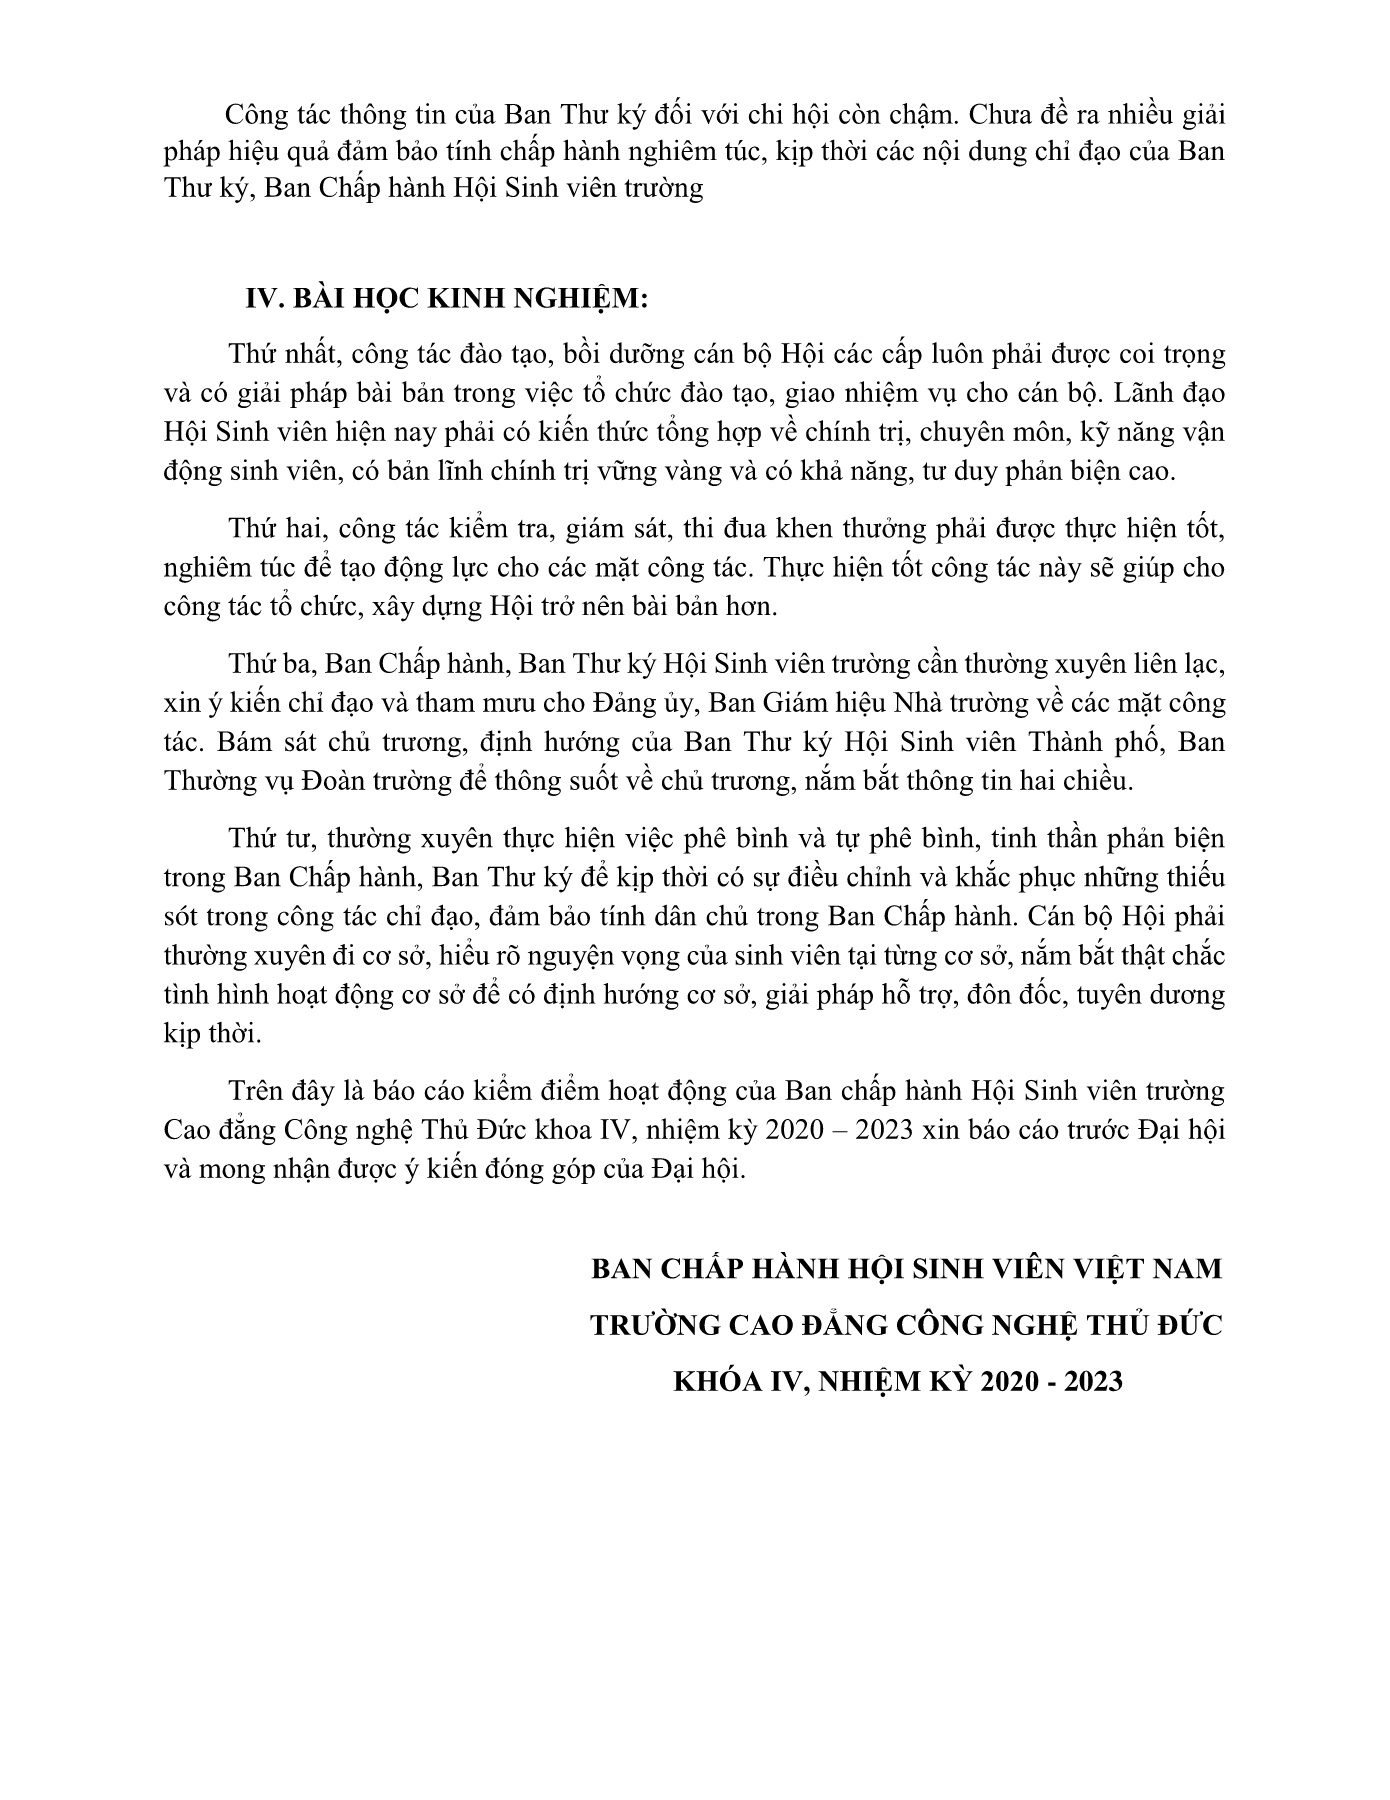 Công tác thông tin của Ban Thư ký đối với chi hội còn chậm. Chưa đề ra nhiều giải
pháp hiệu quả đảm bảo tính chấp hành nghiêm túc, kịp thời các nội dung chỉ đạo của Ban
Thư ký, Ban Chấp hành Hội Sinh viên trường
IV. BÀI HỌC KINH NGHIỆM:
Thứ nhất, công tác đào tạo, bồi dưỡng cán bộ Hội các cấp luôn phải được coi trọng
và có giải pháp bài bản trong việc tổ chức đào tạo, giao nhiệm vụ cho cán bộ. Lãnh đạo
Hội Sinh viên hiện nay phải có kiến thức tổng hợp về chính trị, chuyên môn, kỹ năng vận
động sinh viên, có bản lĩnh chính trị vững vàng và có khả năng, tư duy phản biện cao.
Thứ hai, công tác kiểm tra, giám sát, thi đua khen thưởng phải được thực hiện tốt,
nghiêm túc để tạo động lực cho các mặt công tác. Thực hiện tốt công tác này sẽ giúp cho
công tác tổ chức, xây dựng Hội trở nên bài bản hơn.
Thứ ba, Ban Chấp hành, Ban Thư ký Hội Sinh viên trường cần thường xuyên liên lạc,
xin ý kiến chỉ đạo và tham mưu cho Đảng ủy, Ban Giám hiệu Nhà trường về các mặt công
tác. Bám sát chủ trương, định hướng của Ban Thư ký Hội Sinh viên Thành phố, Ban
Thường vụ Đoàn trường để thông suốt về chủ trương, nắm bắt thông tin hai chiều.
Thứ tư, thường xuyên thực hiện việc phê bình và tự phê bình, tinh thần phản biện
trong Ban Chấp hành, Ban Thư ký để kịp thời có sự điều chỉnh và khắc phục những thiếu
sót trong công tác chỉ đạo, đảm bảo tính dân chủ trong Ban Chấp hành. Cán bộ Hội phải
thường xuyên đi cơ sở, hiểu rõ nguyện vọng của sinh viên tại từng cơ sở, nắm bắt thật chắc
tình hình hoạt động cơ sở để có định hướng cơ sở, giải pháp hỗ trợ, đôn đốc, tuyên dương
kịp thời.
Trên đây là báo cáo kiểm điểm hoạt động của Ban chấp hành Hội Sinh viên trường
Cao đẳng Công nghệ Thủ Đức khoa IV, nhiệm kỳ 2020 – 2023 xin báo cáo trước Đại hội
và mong nhận được ý kiến đóng góp của Đại hội.
BAN CHẤP HÀNH HỘI SINH VIÊN VIỆT NAM
TRƯỜNG CAO ĐẲNG CÔNG NGHỆ THỦ ĐỨC
KHÓA IV, NHIỆM KỲ 2020 - 2023